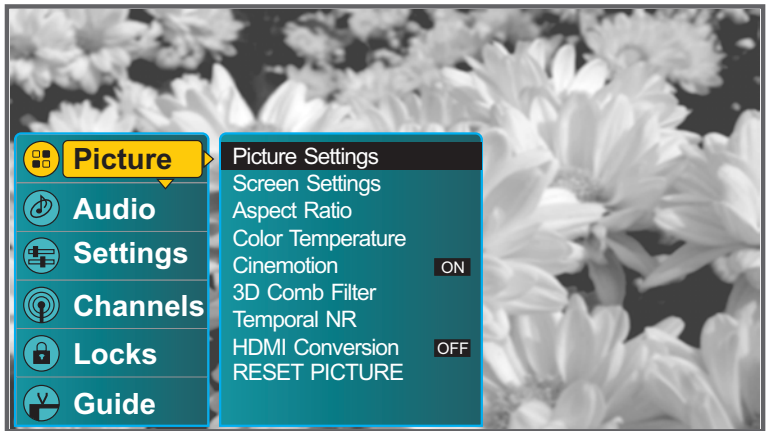 Picture
Audio
Settings
Channels
Locks
Guide
Picture Settings
Screen Settings
Aspect Ratio
Color Temperature
Cinemotion ON
3D Comb Filter
Temporal NR
HDMI Conversion OFF
RESET PICTURE